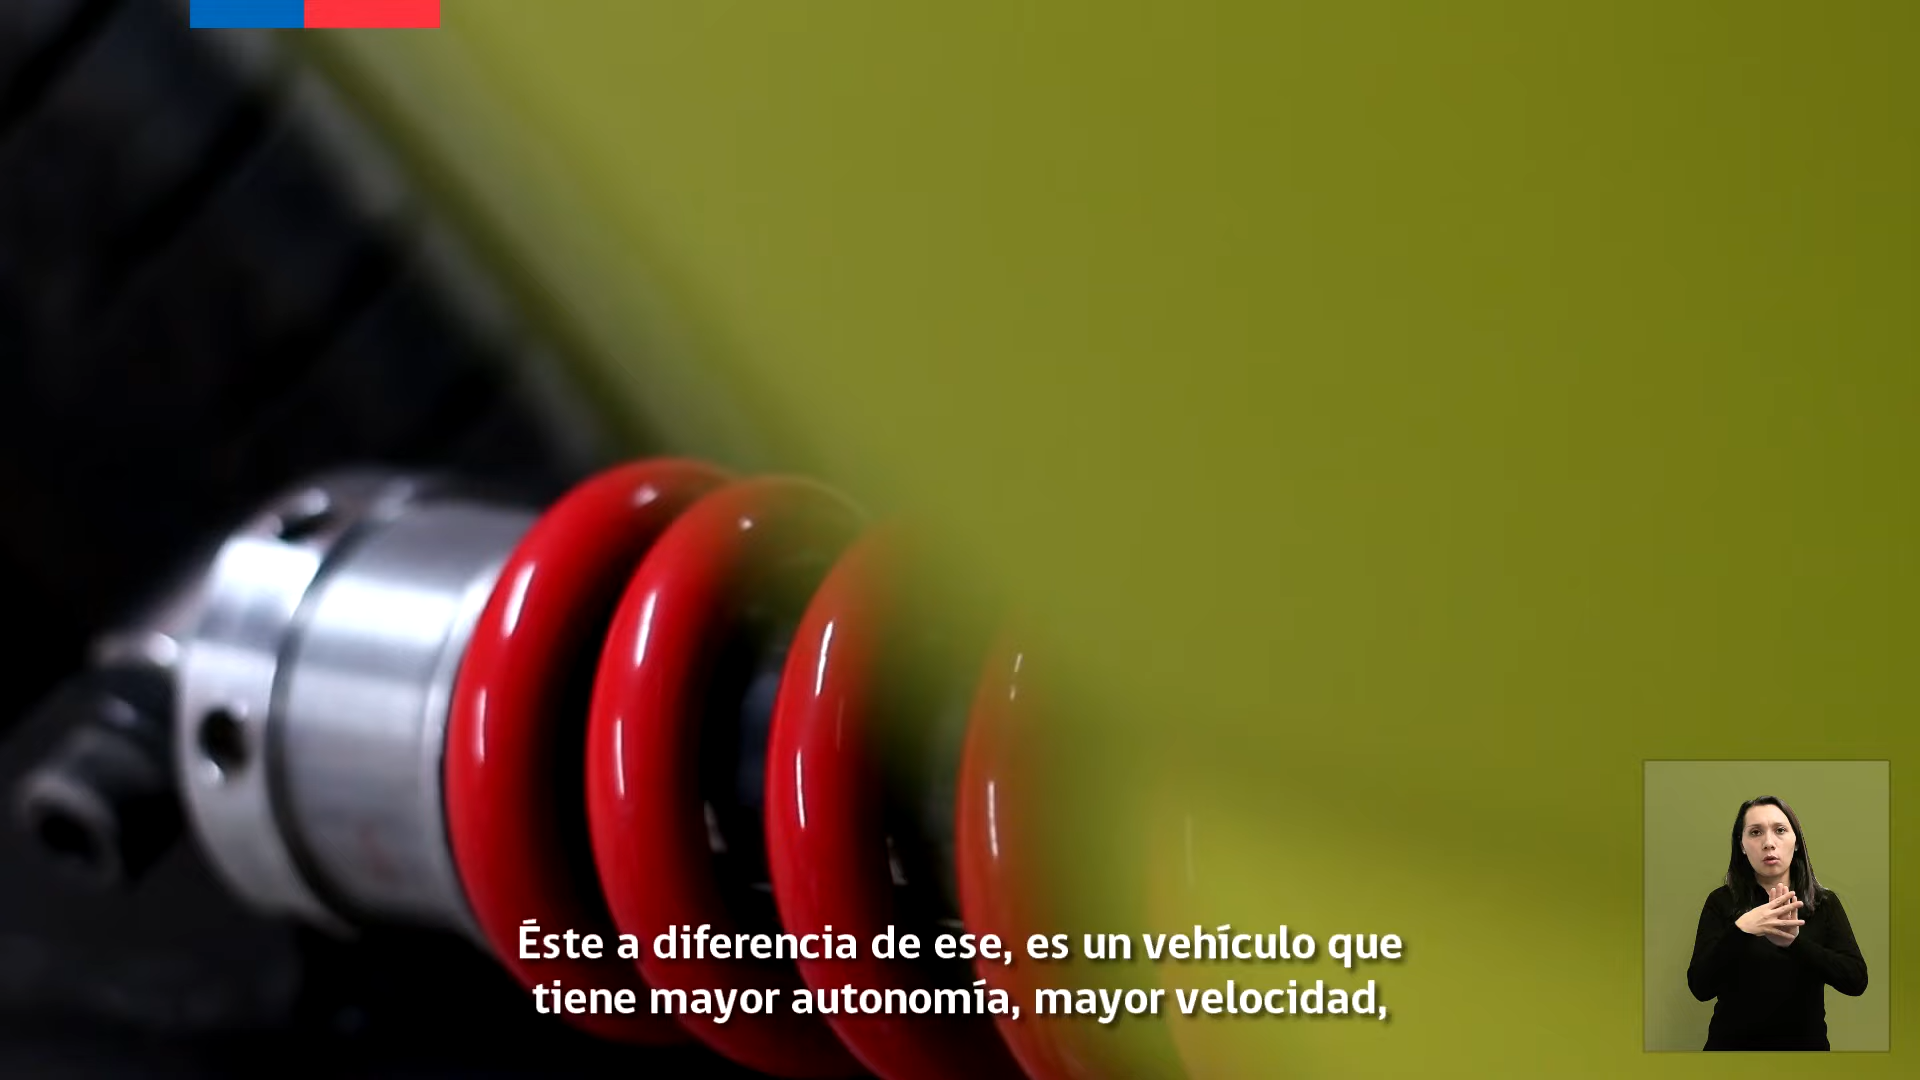 Éste a diferencia de ese, es un vehículo que
tiene mayor autonomía, mayor velocidad,